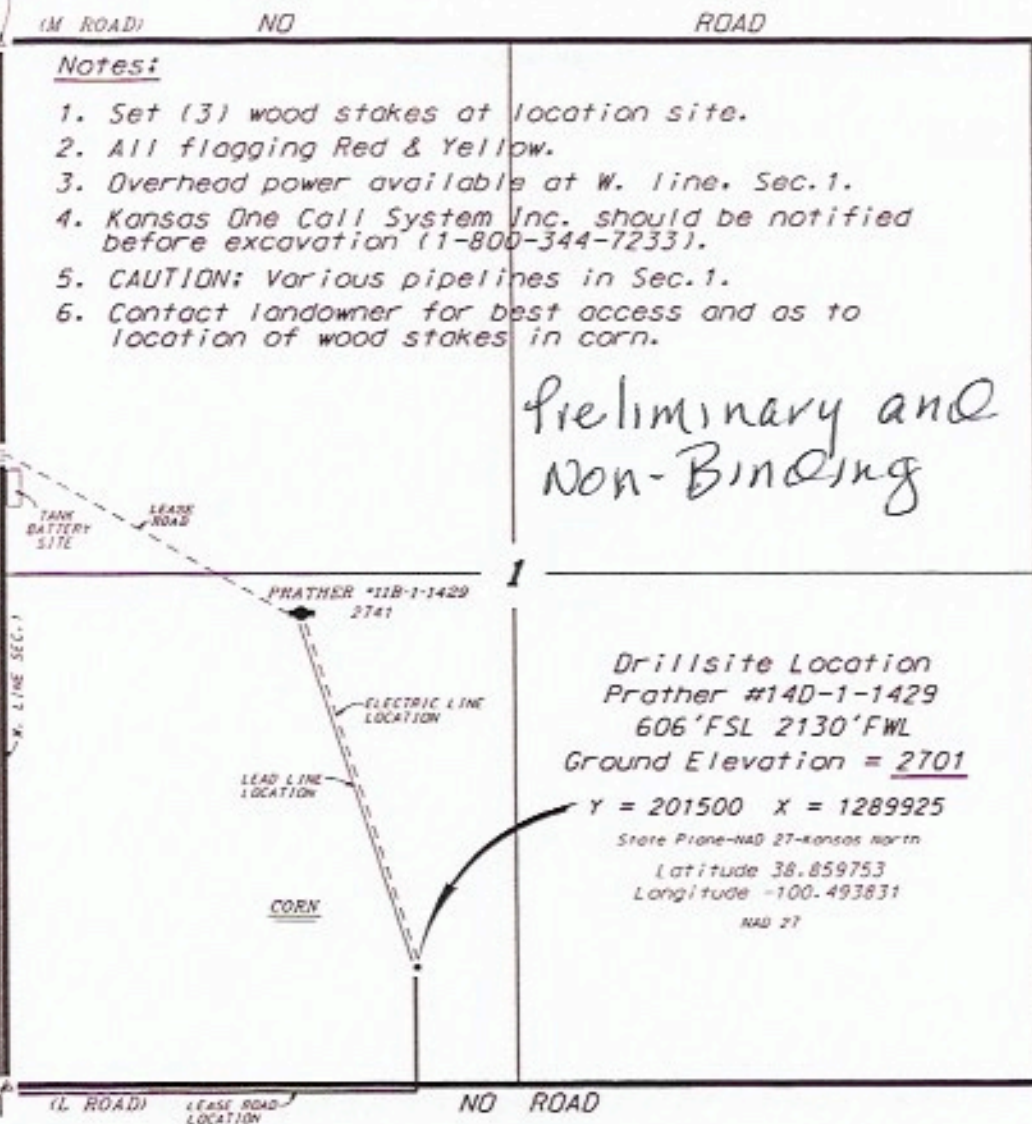 (M ROAD) NO ROAD
Notes:
1. Set (3) wood stakes at location site.
2. All flagging Red & Yellow.
3. Overhead power available at W. line. Sec.1.
4. Kansas One Call System Inc. should be notified
before excavation (1-800-344-7233).
5. CAUTION: Various pipelines in Sec.1.
6. Contact landowner for best access and as to
location of wood stakes in corn.
Preliminary and
Non-Binding
TANK
BATTERY
SITE
LEASE
ROAD
1
PRATHER #11B-1-1429
2741
W. LINE SEC.1
ELECTRIC LINE
LOCATION
LEAD LINE
LOCATION
CORN
Drillsite Location
Prather #14D-1-1429
606'FSL 2130'FWL
Ground Elevation = 2701
Y = 201500 X = 1289925
State Plane-NAD 27-Kansas North
Latitude 38.859753
Longitude -100.493831
NAD 27
(L ROAD) NO ROAD
LEASE ROAD
LOCATION